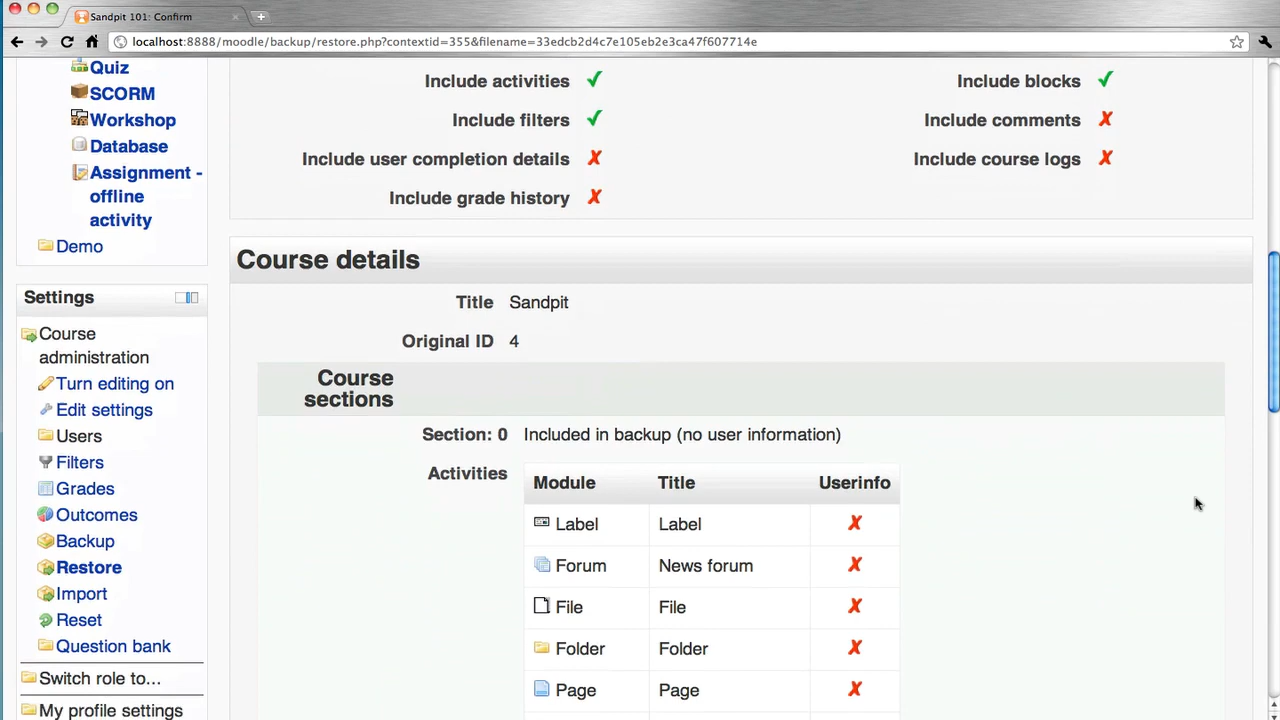 Sandpit 101: Confirm
localhost:8888/moodle/backup/restore.php?contextid=355&filename=33edcb2d4c7e105eb2e3ca47f607714e
Quiz
SCORM
Workshop
Database
Assignment -
offline
activity
Demo
Settings
Course
administration
Turn editing on
Edit settings
Users
Filters
Grades
Outcomes
Backup
Restore
Import
Reset
Question bank
Switch role to...
My profile settings
Include activities ✓ Include blocks ✓
Include filters ✓ Include comments ✗
Include user completion details ✗ Include course logs ✗
Include grade history ✗
Course details
Title Sandpit
Original ID 4
Course
sections
Section: 0 Included in backup (no user information)
Activities
Module Title Userinfo
Label Label ✗
Forum News forum ✗
File File ✗
Folder Folder ✗
Page Page ✗